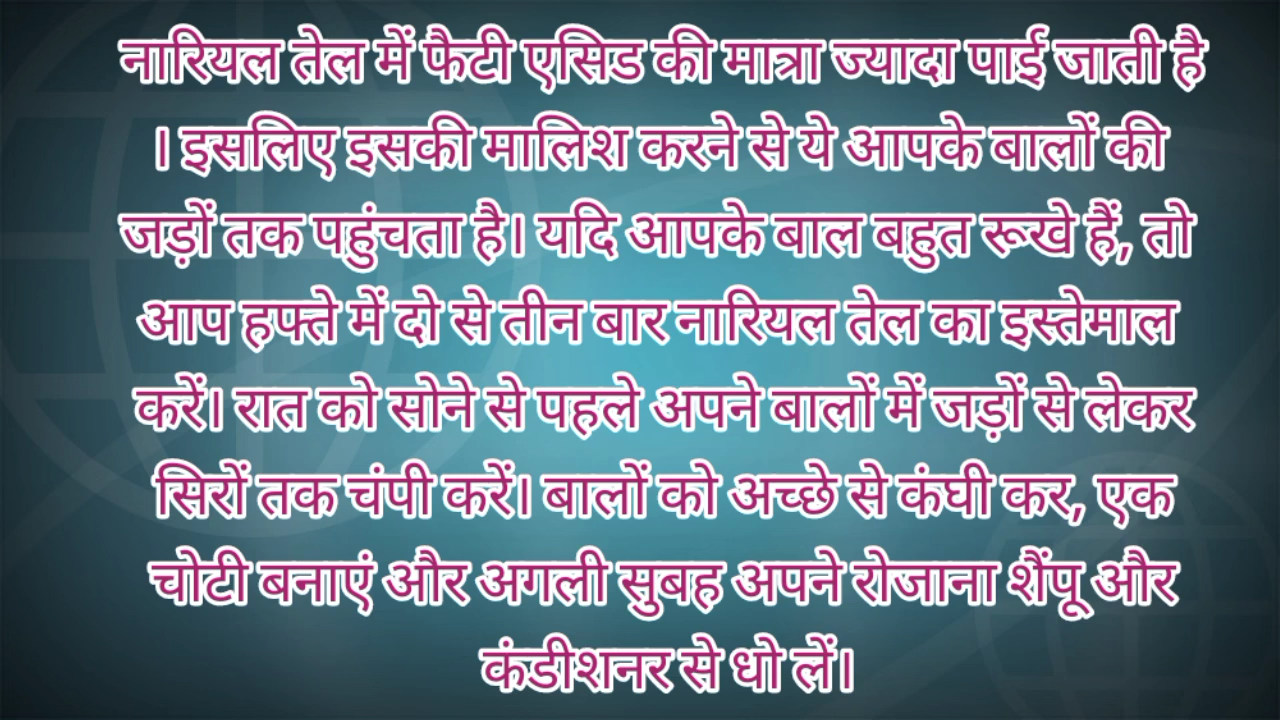 नारियल तेल में फैटी एसिड की मात्रा ज्यादा पाई जाती है
। इसलिए इसकी मालिश करने से ये आपके बालों की
जड़ों तक पहुंचता है। यदि आपके बाल बहुत रूखे हैं, तो
आप हफ्ते में दो से तीन बार नारियल तेल का इस्तेमाल
करें। रात को सोने से पहले अपने बालों में जड़ों से लेकर
सिरों तक चंपी करें। बालों को अच्छे से कंघी कर, एक
चोटी बनाएं और अगली सुबह अपने रोजाना शैंपू और
कंडीशनर से धो लें।